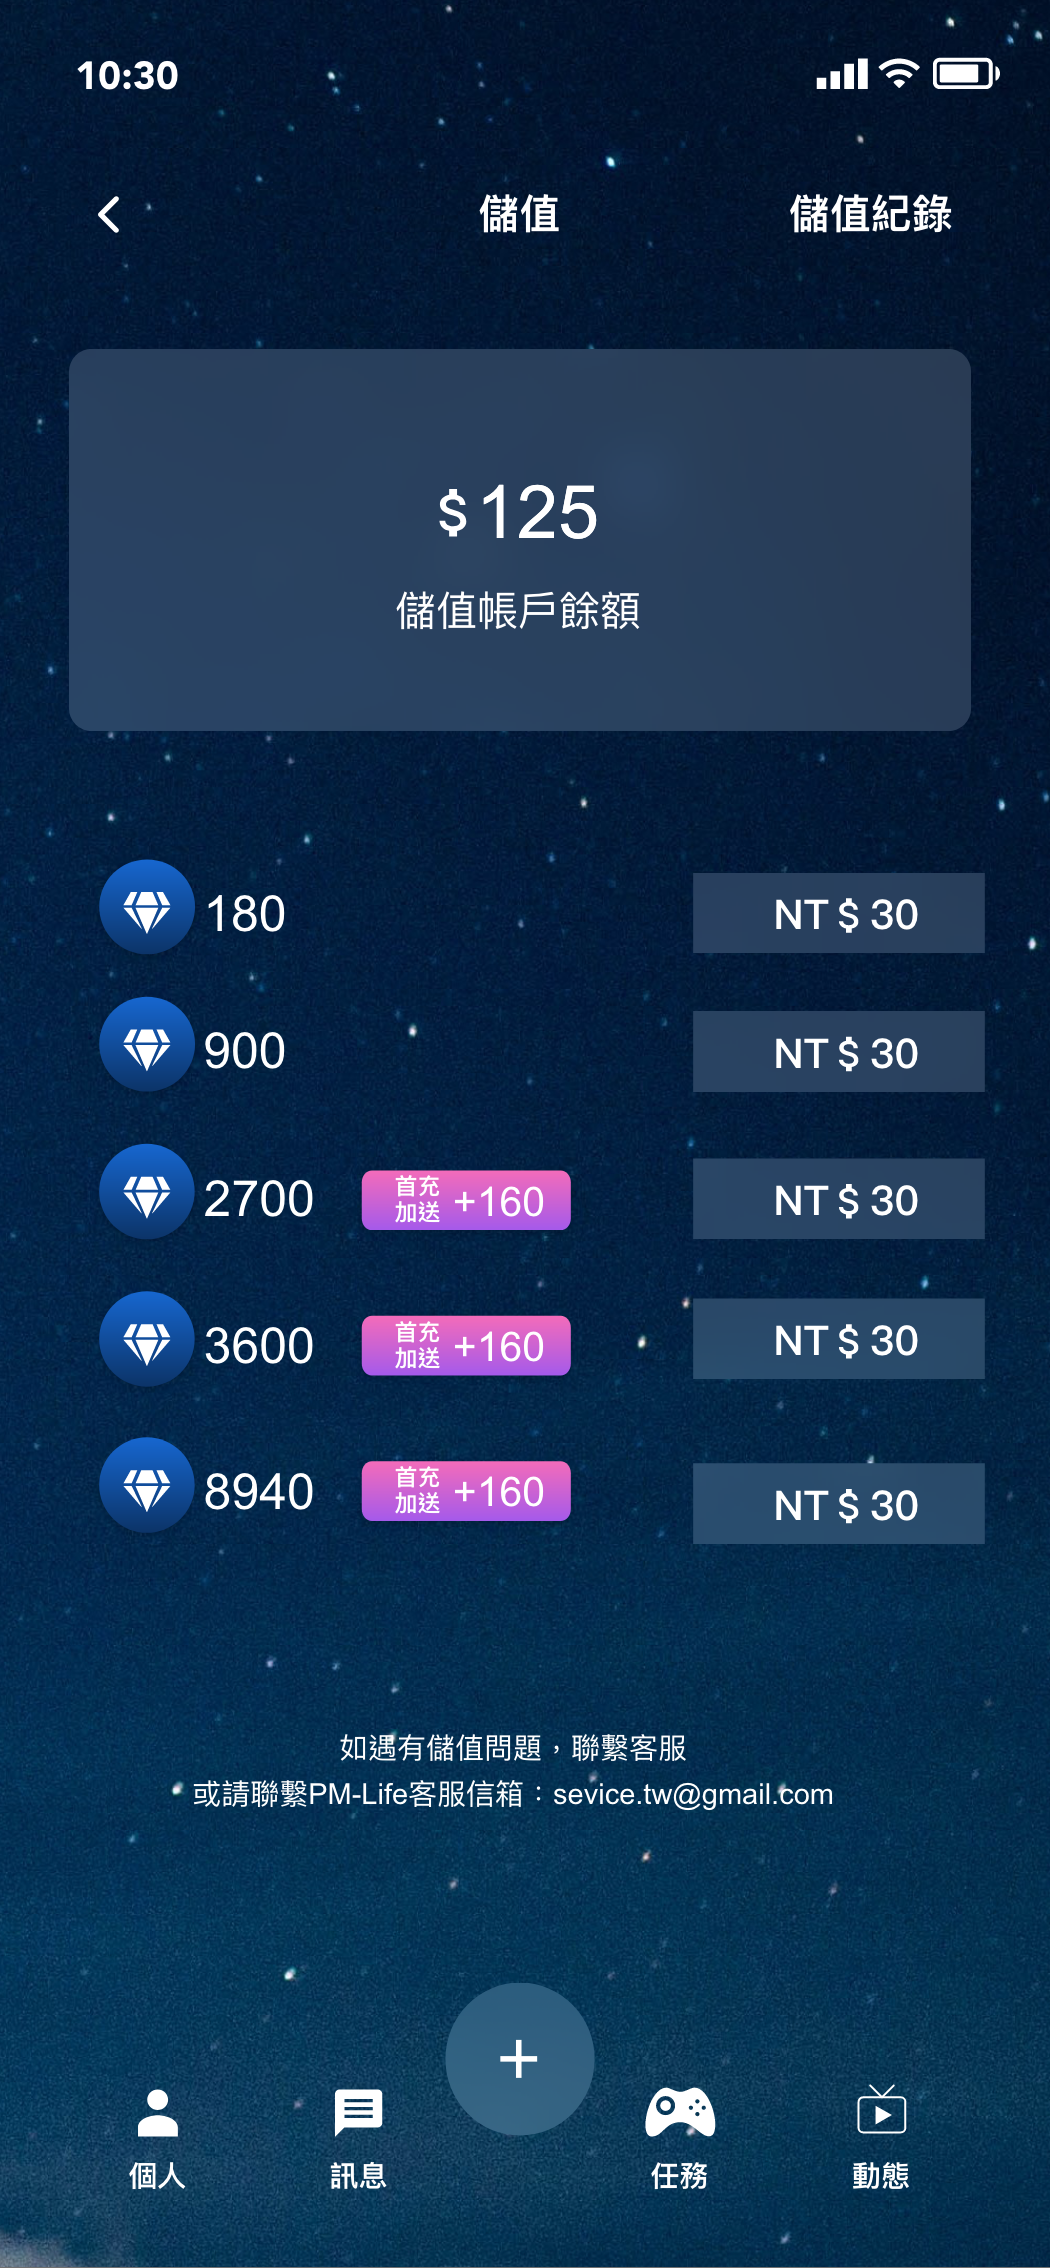 10:30
儲值
儲值紀錄
$125
儲值帳戶餘額
180
NT $ 30
900
NT $ 30
2700
首充
加送
+160
NT $ 30
3600
首充
加送
+160
NT $ 30
8940
首充
加送
+160
NT $ 30
如遇有儲值問題，聯繫客服
或請聯繫PM-Life客服信箱：sevice.tw@gmail.com
個人
訊息
任務
動態